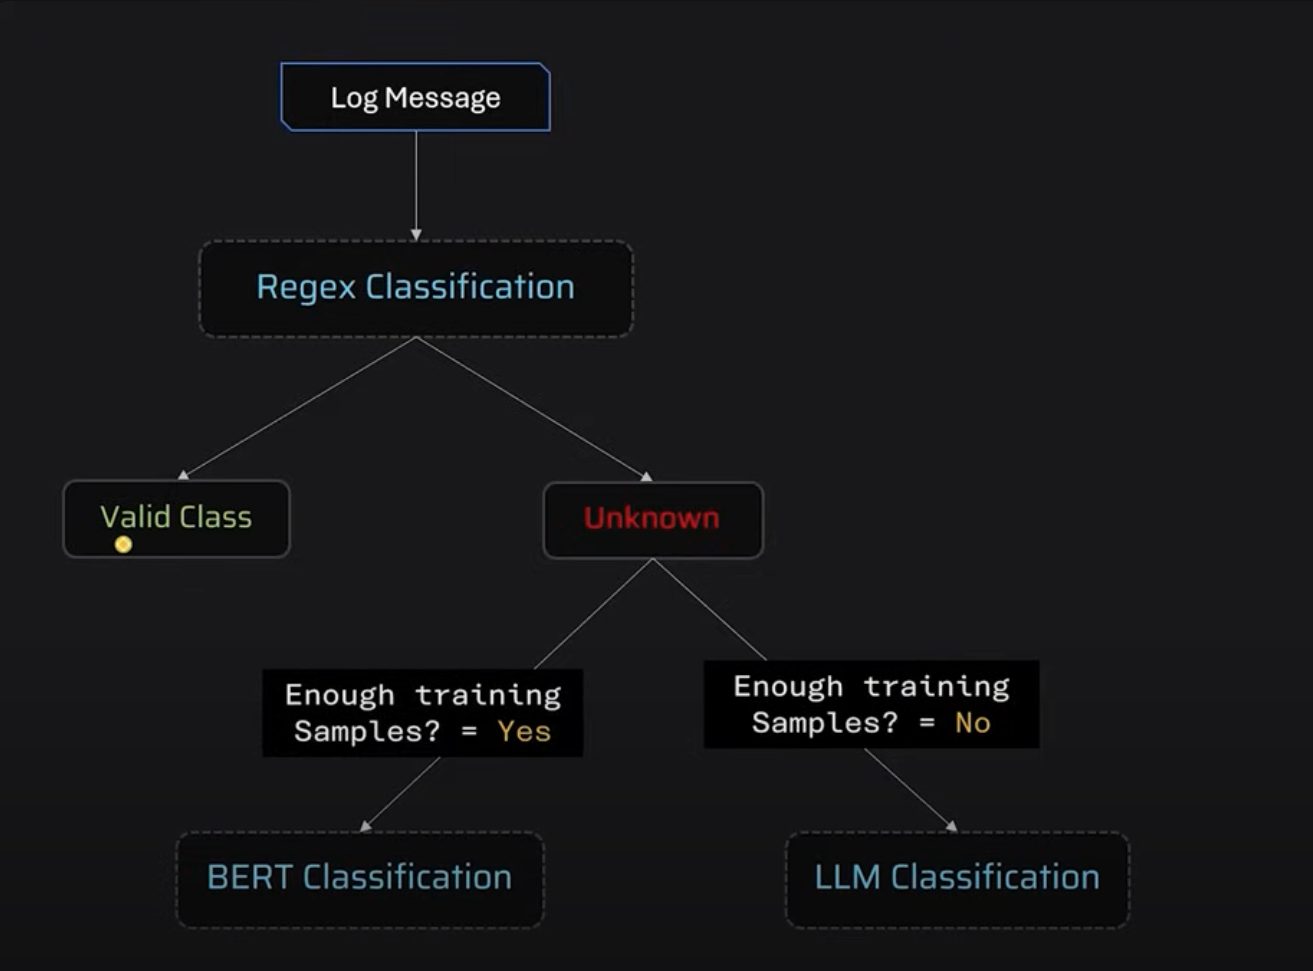 Log Message
Regex Classification
Valid Class
Unknown
Enough training
Samples? = Yes
Enough training
Samples? = No
BERT Classification
LLM Classification